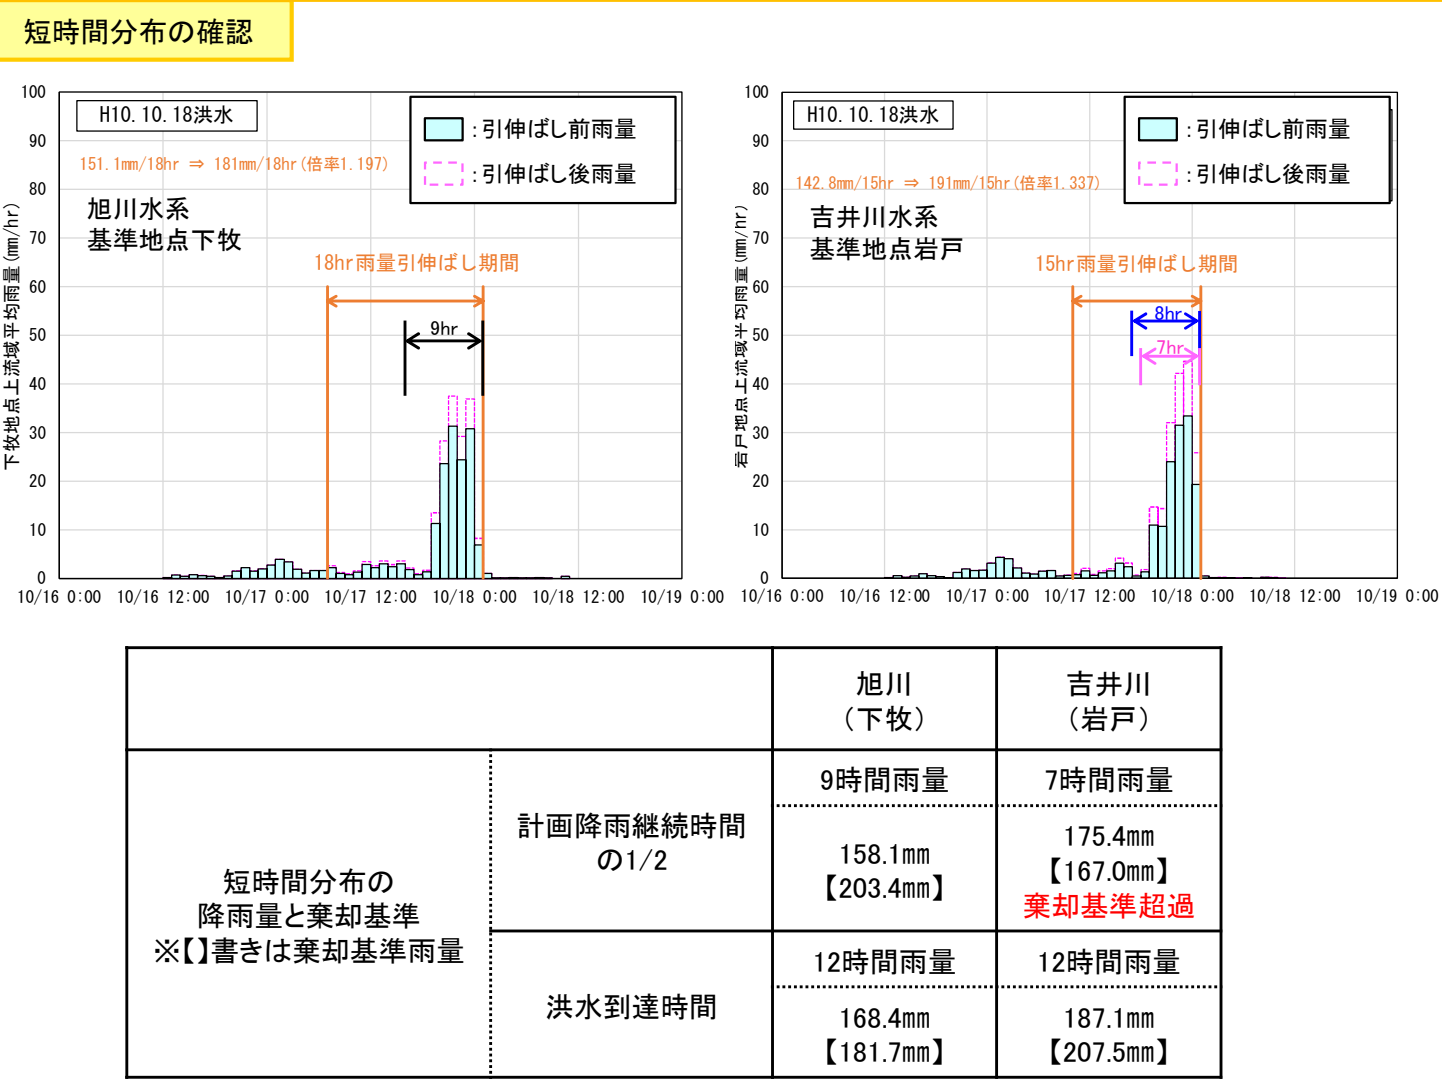 短時間分布の確認
100
90
80
70
60
50
40
30
20
10
0
下牧地点上流域平均雨量(mm/hr)
H10.10.18洪水
:引伸ばし前雨量
:引伸ばし後雨量
151.1mm/18hr ⇒ 181mm/18hr(倍率1.197)
旭川水系
基準地点下牧
18hr雨量引伸ばし期間
9hr
10/16 0:00 10/16 12:00 10/17 0:00 10/17 12:00 10/18 0:00 10/18 12:00 10/19 0:00
100
90
80
70
60
50
40
30
20
10
0
岩戸地点上流域平均雨量(mm/hr)
H10.10.18洪水
:引伸ばし前雨量
:引伸ばし後雨量
142.8mm/15hr ⇒ 191mm/15hr(倍率1.337)
吉井川水系
基準地点岩戸
15hr雨量引伸ばし期間
8hr
7hr
10/16 0:00 10/16 12:00 10/17 0:00 10/17 12:00 10/18 0:00 10/18 12:00 10/19 0:00
旭川
（下牧）
吉井川
（岩戸）
短時間分布の
降雨量と棄却基準
※【】書きは棄却基準雨量
計画降雨継続時間
の1/2
9時間雨量
7時間雨量
158.1㎜
【203.4㎜】
175.4㎜
【167.0㎜】
棄却基準超過
洪水到達時間
12時間雨量
12時間雨量
168.4㎜
【181.7㎜】
187.1㎜
【207.5㎜】